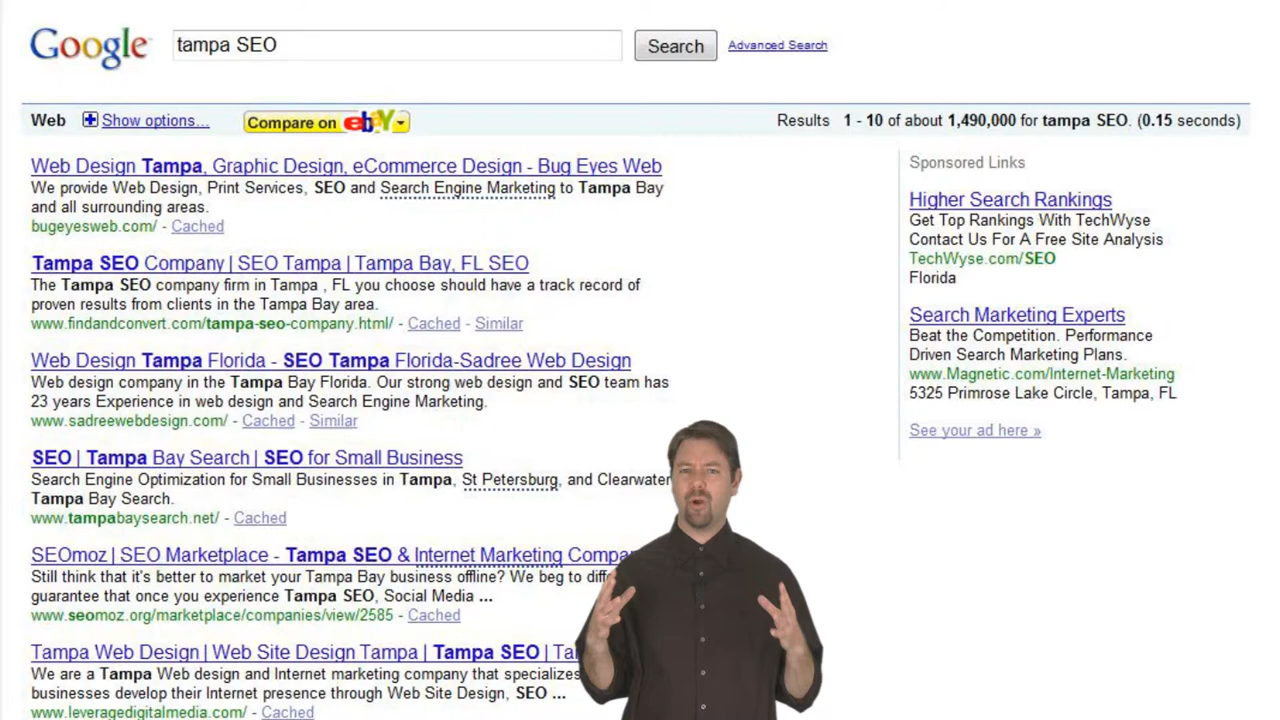 Google tampa SEO Search Advanced Search
Web Show options... Compare on ebY Results 1 - 10 of about 1,490,000 for tampa SEO. (0.15 seconds)
Web Design Tampa, Graphic Design, eCommerce Design - Bug Eyes Web
We provide Web Design, Print Services, SEO and Search Engine Marketing to Tampa Bay
and all surrounding areas.
bugeyesweb.com/ - Cached
Tampa SEO Company | SEO Tampa | Tampa Bay, FL SEO
The Tampa SEO company firm in Tampa , FL you choose should have a track record of
proven results from clients in the Tampa Bay area.
www.findandconvert.com/tampa-seo-company.html/ - Cached - Similar
Web Design Tampa Florida - SEO Tampa Florida-Sadree Web Design
Web design company in the Tampa Bay Florida. Our strong web design and SEO team has
23 years Experience in web design and Search Engine Marketing.
www.sadreewebdesign.com/ - Cached - Similar
SEO | Tampa Bay Search | SEO for Small Business
Search Engine Optimization for Small Businesses in Tampa, St Petersburg, and Clearwater
Tampa Bay Search.
www.tampabaysearch.net/ - Cached
SEOmoz | SEO Marketplace - Tampa SEO & Internet Marketing
Still think that it's better to market your Tampa Bay business offline? We beg to
guarantee that once you experience Tampa SEO, Social Media ...
www.seomoz.org/marketplace/companies/view/2585 - Cached
Tampa Web Design | Web Site Design Tampa | Tampa SEO |
We are a Tampa Web design and Internet marketing company that specializes
businesses develop their Internet presence through Web Site Design, SEO ...
www.leveragedigitalmedia.com/ - Cached
Sponsored Links
Higher Search Rankings
Get Top Rankings With TechWyse
Contact Us For A Free Site Analysis
TechWyse.com/SEO
Florida
Search Marketing Experts
Beat the Competition. Performance
Driven Search Marketing Plans.
www.Magnetic.com/Internet-Marketing
5325 Primrose Lake Circle, Tampa, FL
See your ad here »